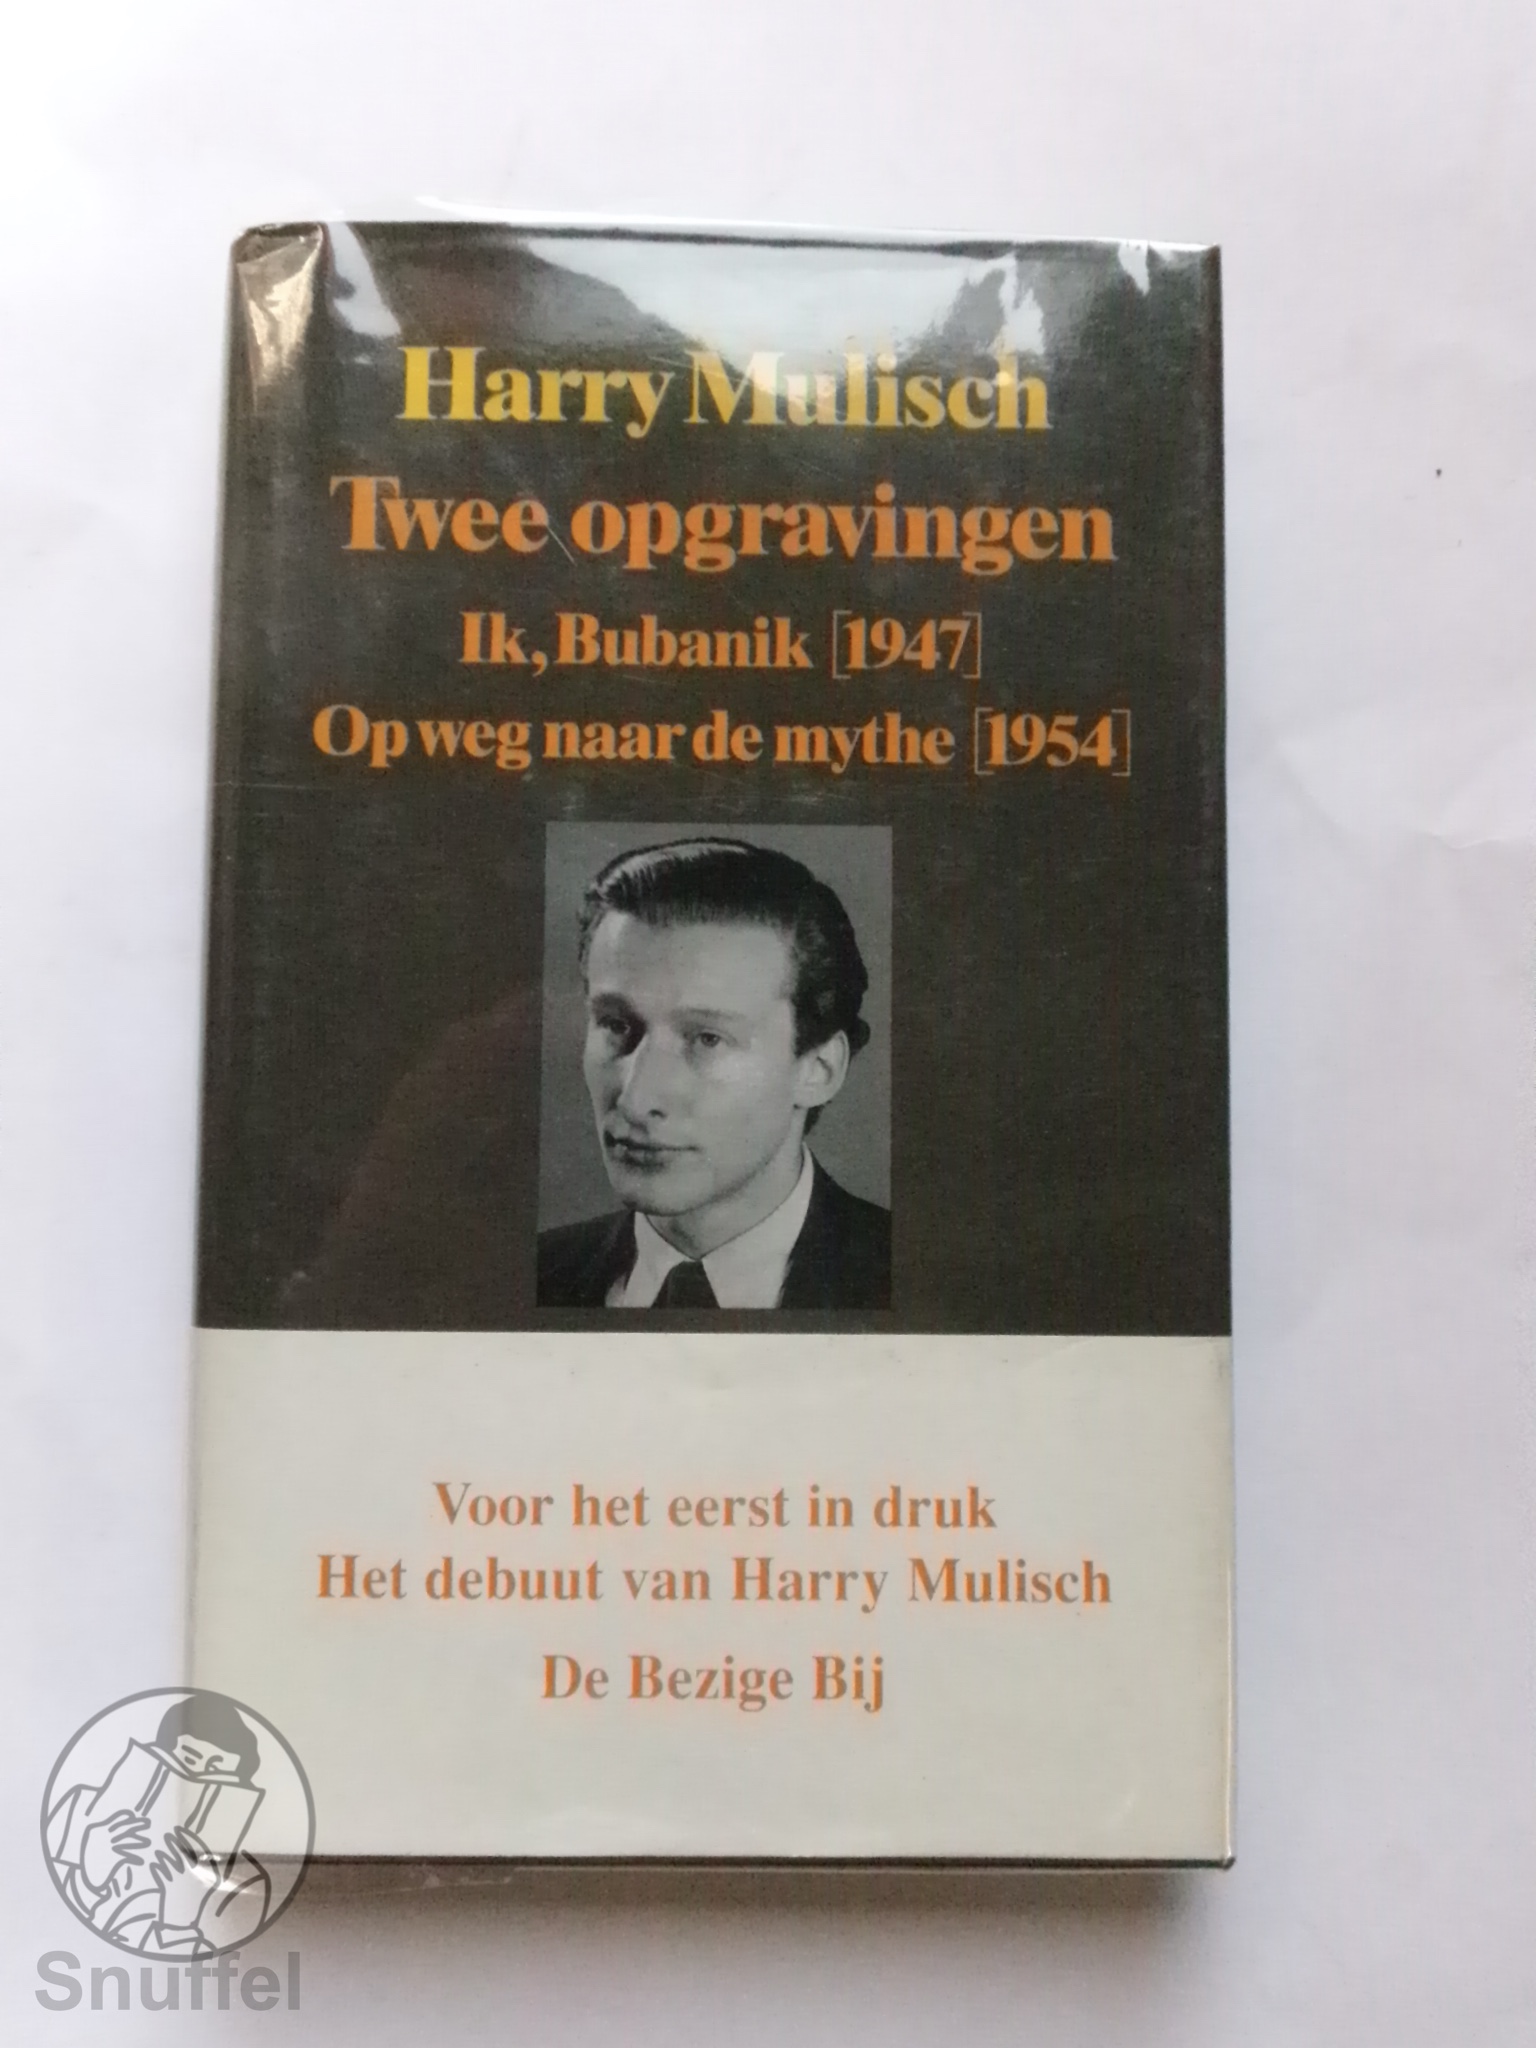 Harry Mulisch
Twee opgravingen
Ik, Bubanik [1947]
Op weg naar de mythe [1954]
Voor het eerst in druk
Het debuut van Harry Mulisch
De Bezige Bij
Snuffel